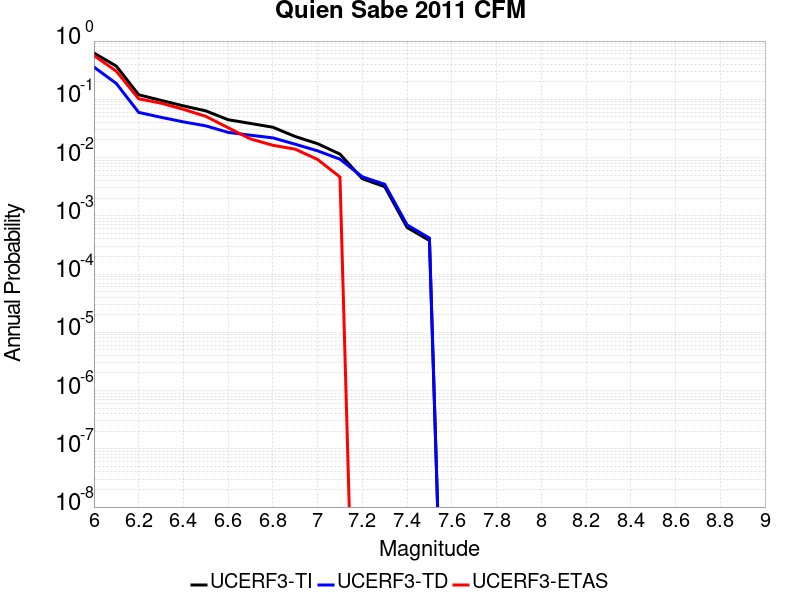 Quien Sabe 2011 CFM
10^0
10^-1
10^-2
10^-3
10^-4
10^-5
10^-6
10^-7
10^-8
Annual Probability
6 6.2 6.4 6.6 6.8 7 7.2 7.4 7.6 7.8 8 8.2 8.4 8.6 8.8 9
Magnitude
UCERF3-TI UCERF3-TD UCERF3-ETAS